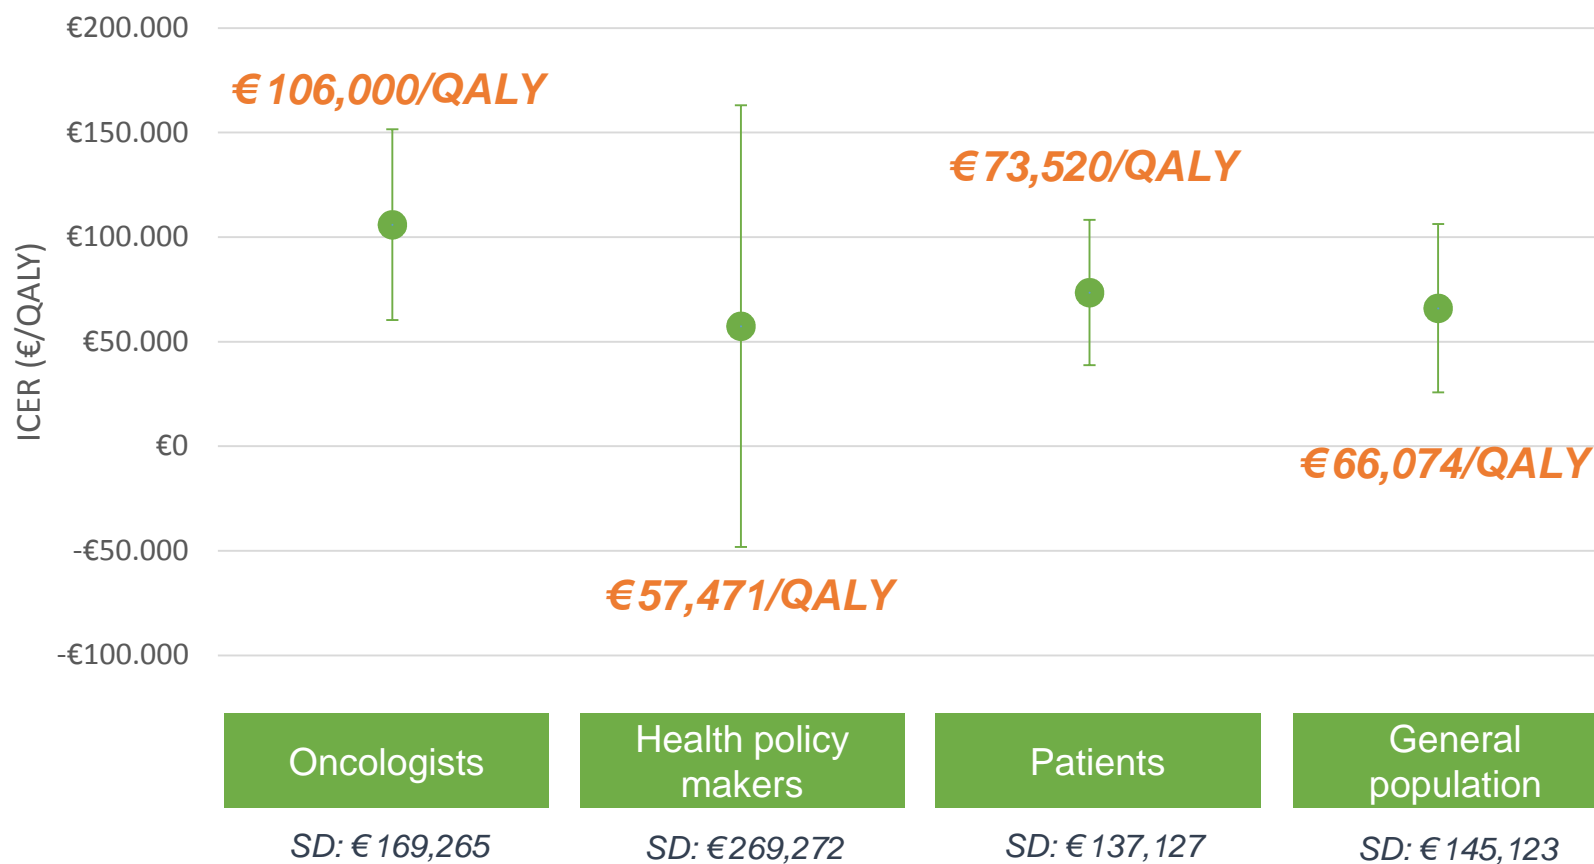 €200.000
€106,000/QALY
€150.000
€73,520/QALY
€100.000
€50.000
€0
€66,074/QALY
-€50.000
€57,471/QALY
-€100.000
ICER (€/QALY)
Oncologists
Health policy
makers
Patients
General
population
SD: €169,265
SD: €269,272
SD: €137,127
SD: €145,123